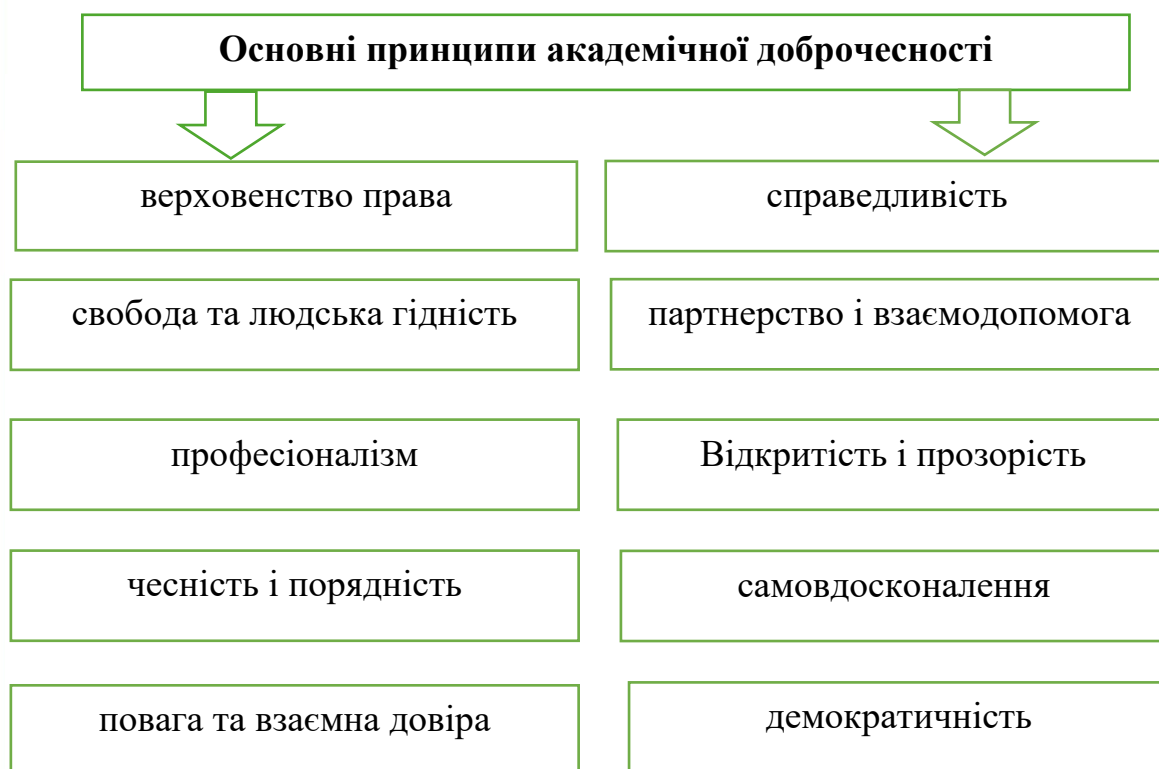 Основні принципи академічної доброчесності
верховенство права
справедливість
свобода та людська гідність
партнерство і взаємодопомога
професіоналізм
Відкритість і прозорість
чесність і порядність
самовдосконалення
повага та взаємна довіра
демократичність